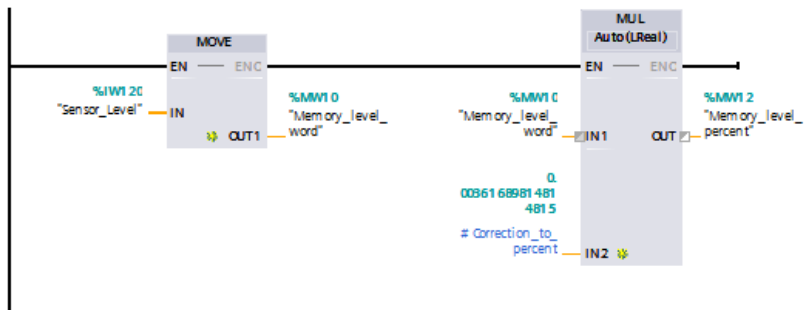 MOVE
EN
ENO
%IW120
"Sensor_Level"
IN
OUT1
%MW10
"Memory_level_
word"
MUL
Auto (LReal)
EN
ENO
%MW10
"Memory_level_
word"
IN1
OUT
%MW12
"Memory_level_
percent"
0.
00361689814814815
4815
# Correction_to_
percent
IN2